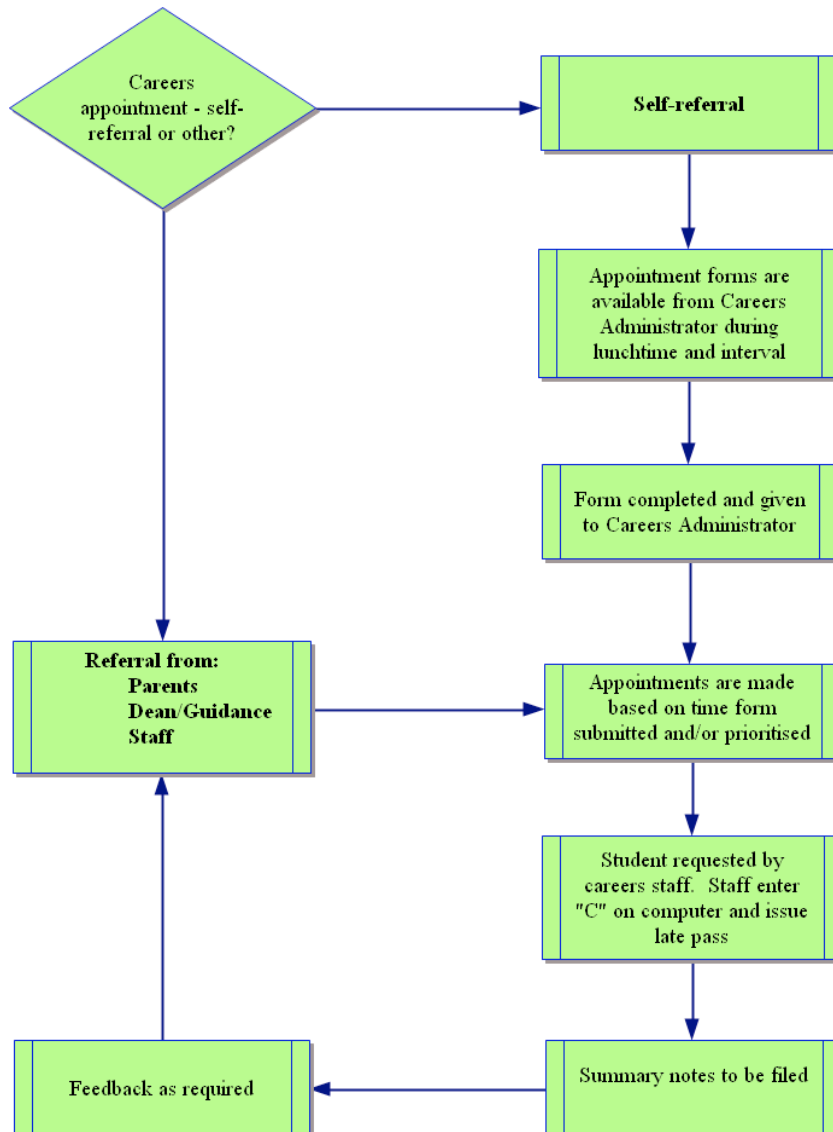 Careers
appointment - self-
referral or other?
Self-referral
Appointment forms are
available from Careers
Administrator during
lunchtime and interval
Form completed and given
to Careers Administrator
Referral from:
Parents
Dean/Guidance
Staff
Appointments are made
based on time form
submitted and/or prioritised
Student requested by
careers staff.  Staff enter
"C" on computer and issue
late pass
Summary notes to be filed
Feedback as required